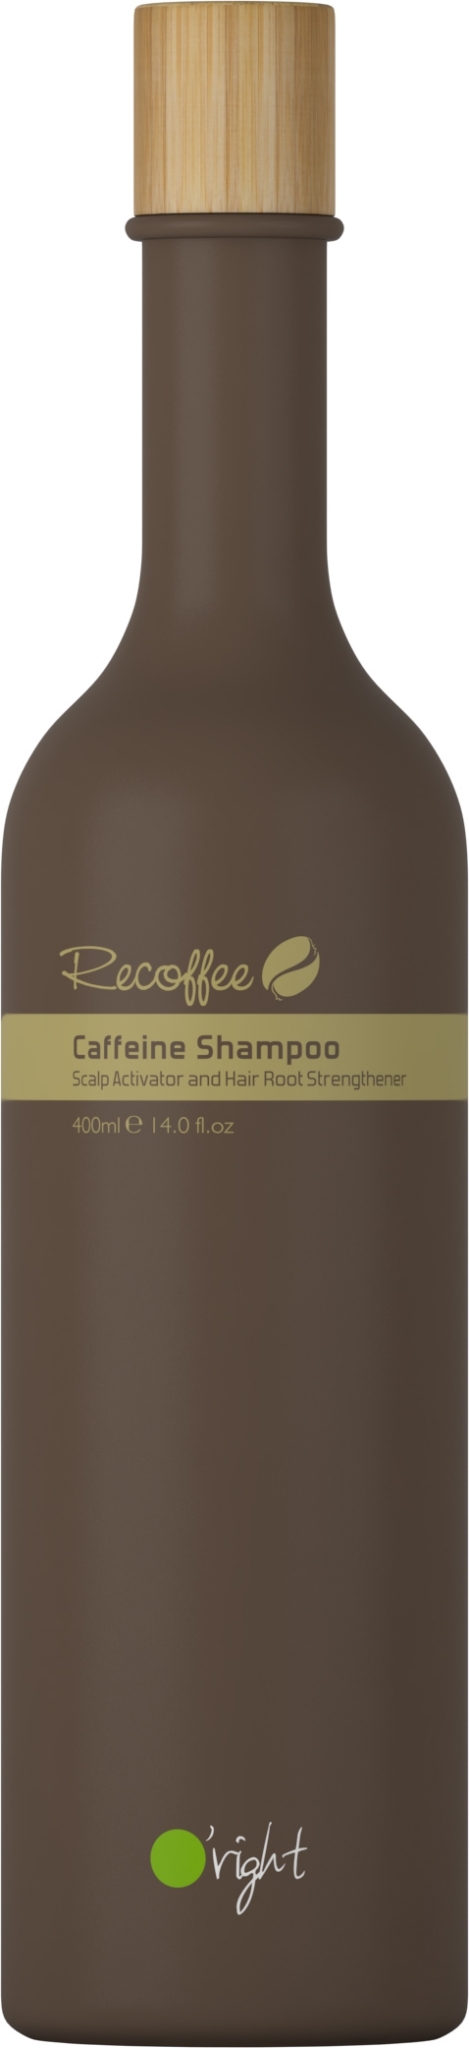 Recoffee
Caffeine Shampoo
Scalp Activator and Hair Root Strengthener
400ml ℮ 14.0 fl.oz
O'right